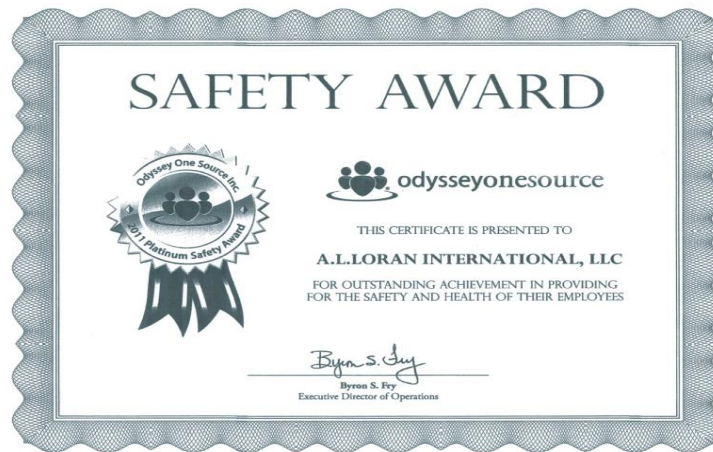 SAFETY AWARD
Odyssey One Source Inc.
2011 Platinum Safety Award
odysseyonesource
THIS CERTIFICATE IS PRESENTED TO
A.L.LORAN INTERNATIONAL, LLC
FOR OUTSTANDING ACHIEVEMENT IN PROVIDING
FOR THE SAFETY AND HEALTH OF THEIR EMPLOYEES
Byron S. Fry
Byron S. Fry
Executive Director of Operations